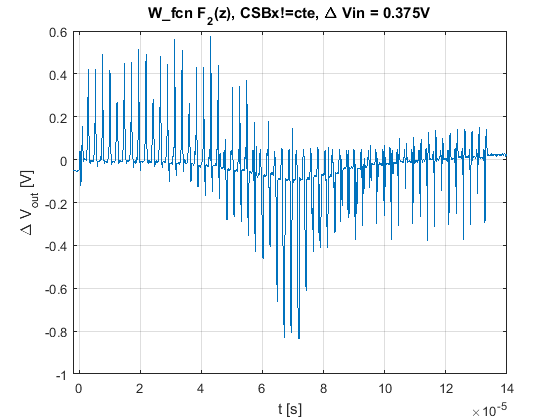 W_fcn F2(z), CSBx!=cte, Δ Vin = 0.375V
0.6
0.4
0.2
0
-0.2
-0.4
-0.6
-0.8
-1
Δ Vout [V]
0 2 4 6 8 10 12 14
×10-5
t [s]